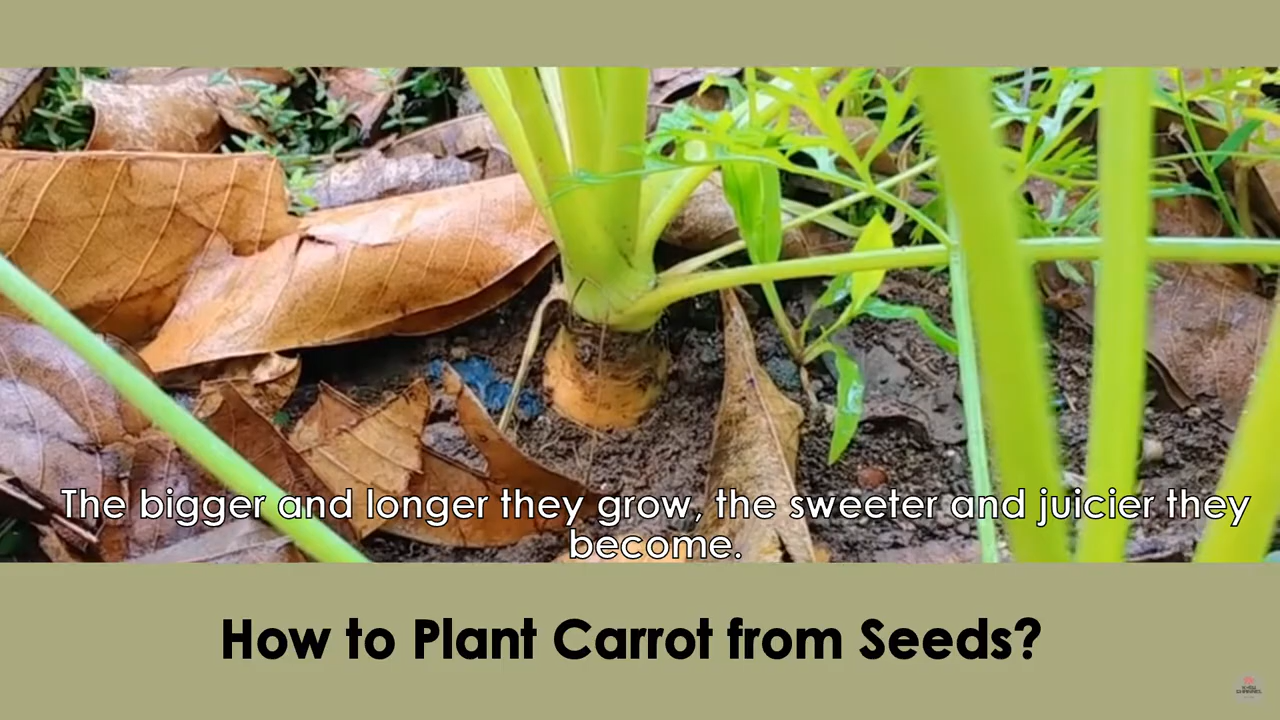 The bigger and longer they grow, the sweeter and juicier they
become.
How to Plant Carrot from Seeds?